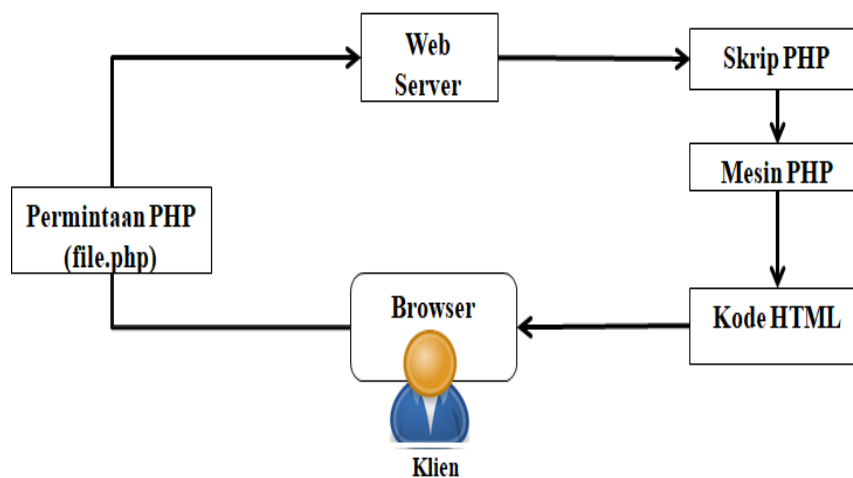 Web
Server
Skrip PHP
Mesin PHP
Permintaan PHP
(file.php)
Browser
Kode HTML
Klien